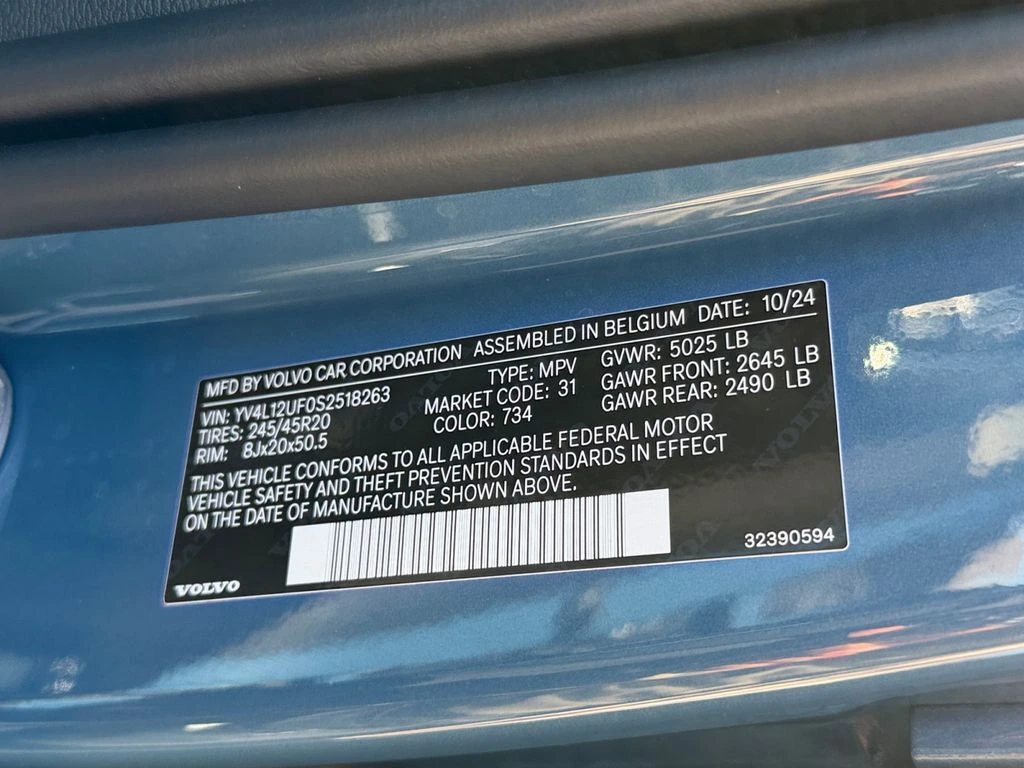 MFD BY VOLVO CAR CORPORATION ASSEMBLED IN BELGIUM DATE: 10/24
VIN: YV4L12UF0S2518263 TYPE: MPV GVWR: 5025 LB
TIRES: 245/45R20 MARKET CODE: 31 GAWR FRONT: 2645 LB
RIM: 8Jx20x50.5 COLOR: 734 GAWR REAR: 2490 LB
THIS VEHICLE CONFORMS TO ALL APPLICABLE FEDERAL MOTOR
VEHICLE SAFETY AND THEFT PREVENTION STANDARDS IN EFFECT
ON THE DATE OF MANUFACTURE SHOWN ABOVE.
VOLVO 32390594